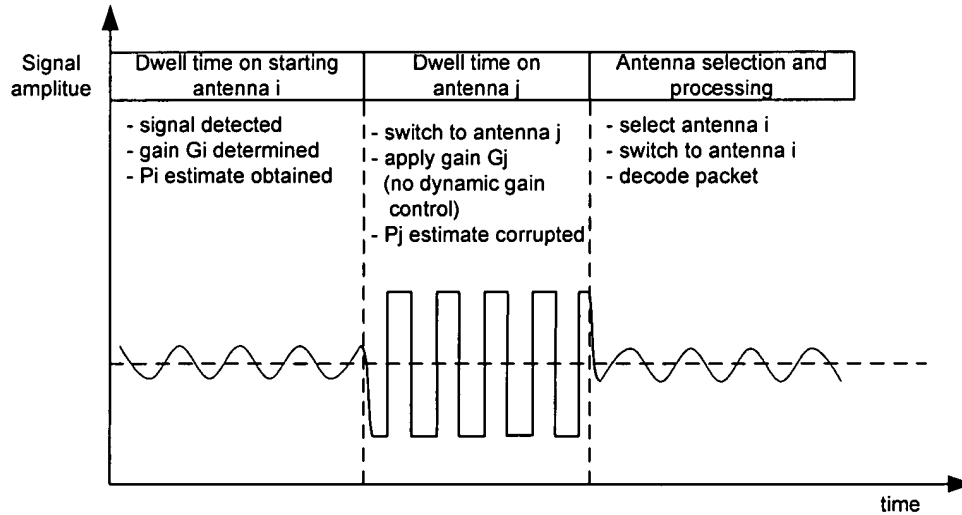 Signal
amplitue
Dwell time on starting
antenna i
Dwell time on
antenna j
Antenna selection and
processing
- signal detected
- gain Gi determined
- Pi estimate obtained
- switch to antenna j
- apply gain Gj
(no dynamic gain
control)
- Pj estimate corrupted
- select antenna i
- switch to antenna i
- decode packet
time